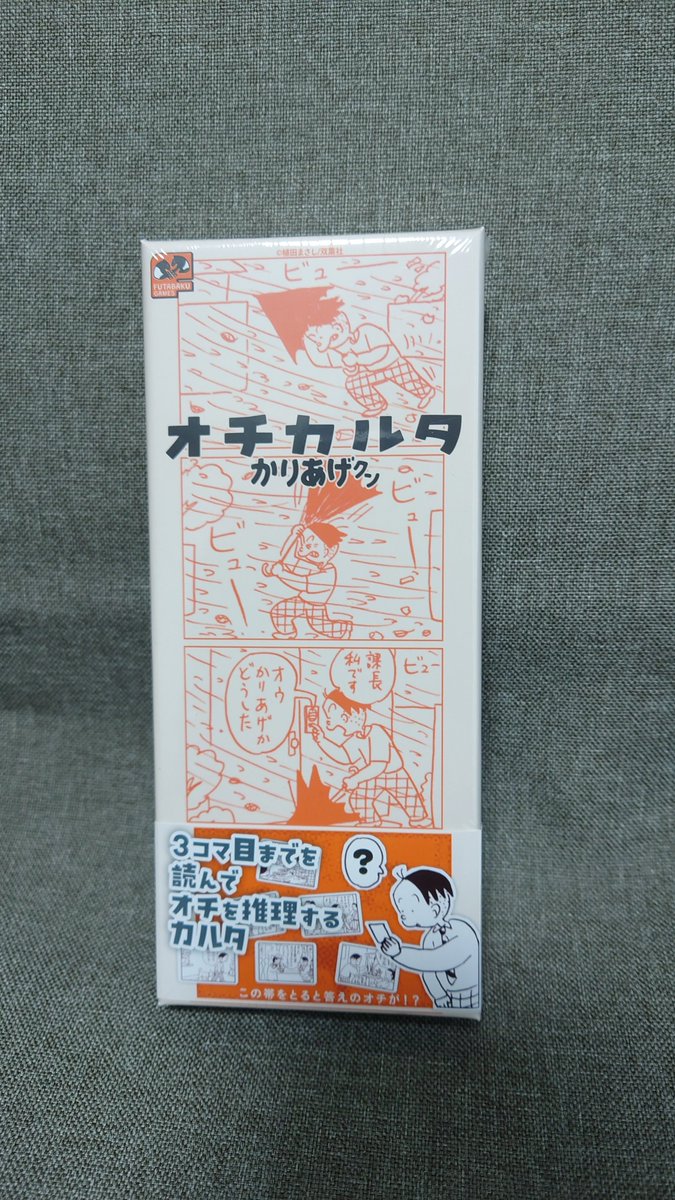 ©植田まさし/双葉社
FUTABAKU
GAMES
ビュー
オチカルタ
かりあげクン
ビュー
ビュー
ビュー
課長
私です
オウ
かりあげか
どうした
3コマ目までを
読んで
オチを推理する
カルタ
?
この帯をとると答えのオチが!?